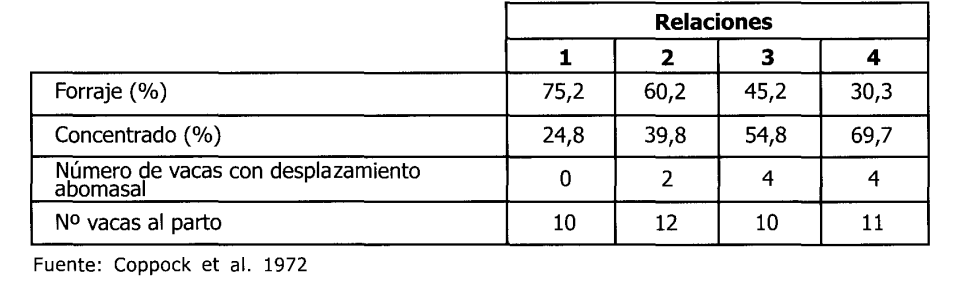 Relaciones
1 2 3 4
Forraje (%) 75,2 60,2 45,2 30,3
Concentrado (%) 24,8 39,8 54,8 69,7
Número de vacas con desplazamiento
abomasal 0 2 4 4
Nº vacas al parto 10 12 10 11
Fuente: Coppock et al. 1972